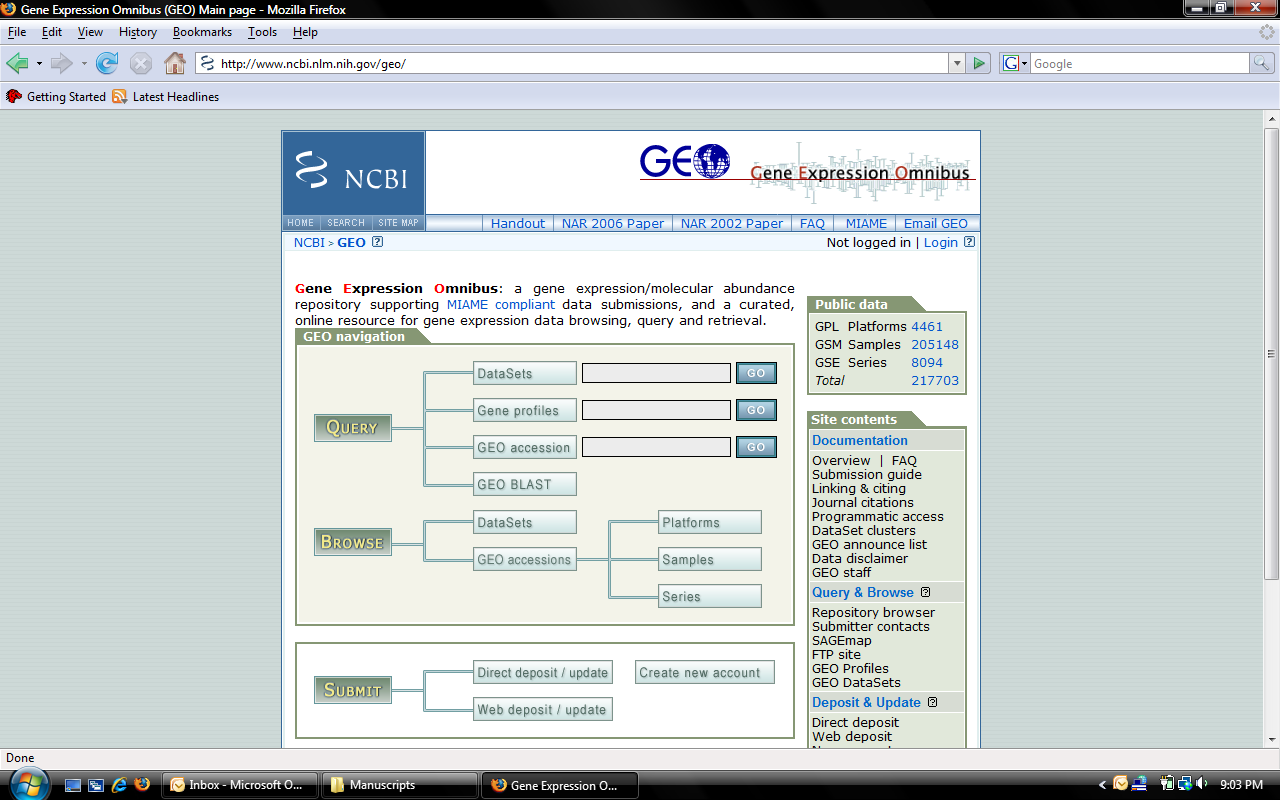 Gene Expression Omnibus (GEO) Main page - Mozilla Firefox
File Edit View History Bookmarks Tools Help
http://www.ncbi.nlm.nih.gov/geo/
G Google
Getting Started Latest Headlines
NCBI
GEO
Gene Expression Omnibus
HOME SEARCH SITE MAP
Handout NAR 2006 Paper NAR 2002 Paper FAQ MIAME Email GEO
NCBI > GEO ?
Not logged in | Login ?
Gene Expression Omnibus: a gene expression/molecular abundance
repository supporting MIAME compliant data submissions, and a curated,
online resource for gene expression data browsing, query and retrieval.
GEO navigation
QUERY
DataSets GO
Gene profiles GO
GEO accession GO
GEO BLAST
BROWSE
DataSets
GEO accessions
Platforms
Samples
Series
SUBMIT
Direct deposit / update
Create new account
Web deposit / update
Public data
GPL Platforms 4461
GSM Samples 205148
GSE Series 8094
Total 217703
Site contents
Documentation
Overview | FAQ
Submission guide
Linking & citing
Journal citations
Programmatic access
DataSet clusters
GEO announce list
Data disclaimer
GEO staff
Query & Browse ?
Repository browser
Submitter contacts
SAGEmap
FTP site
GEO Profiles
GEO DataSets
Deposit & Update ?
Direct deposit
Web deposit
Done
Inbox - Microsoft O...
Manuscripts
Gene Expression O...
9:03 PM